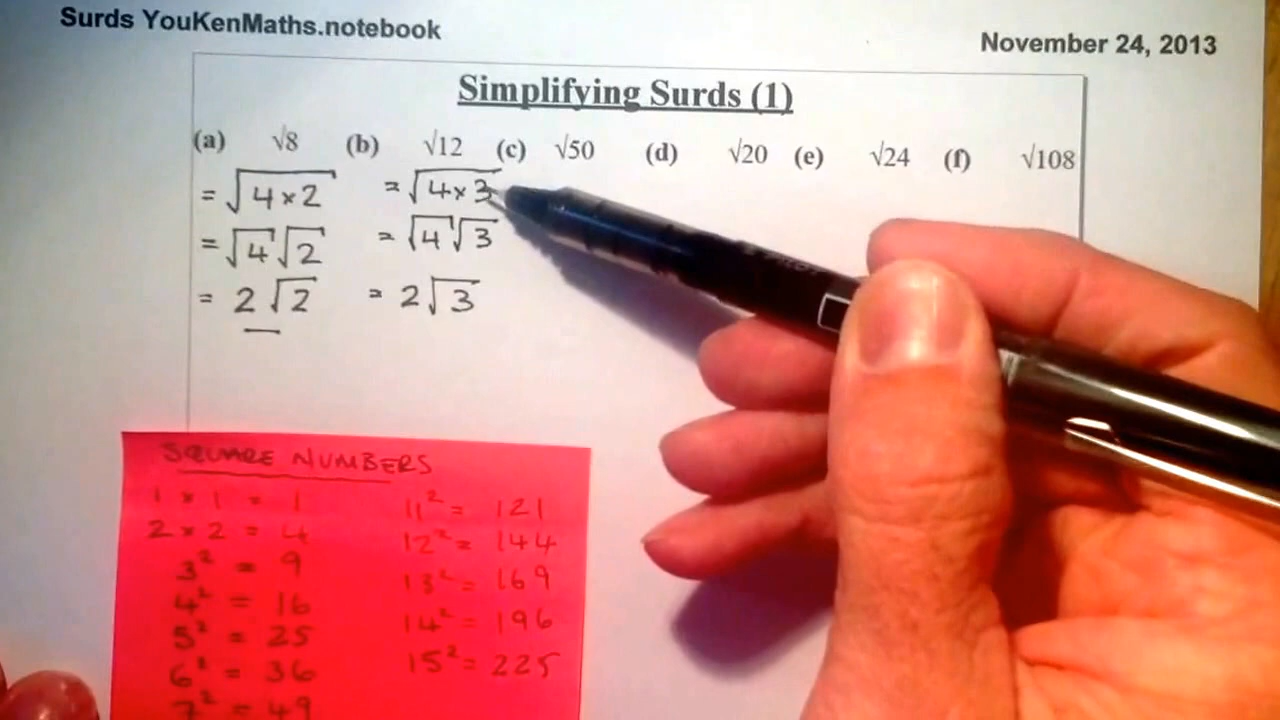 Surds YouKenMaths.notebook
November 24, 2013
Simplifying Surds (1)
(a) √8 (b) √12 (c) √50 (d) √20 (e) √24 (f) √108
= √4×2 = √4×3
= √4 √2 = √4 √3
= 2√2 = 2√3
SQUARE NUMBERS
1 × 1 = 1 11² = 121
2 × 2 = 4 12² = 144
3² = 9 13² = 169
4² = 16 14² = 196
5² = 25 15² = 225
6² = 36
7² = 49